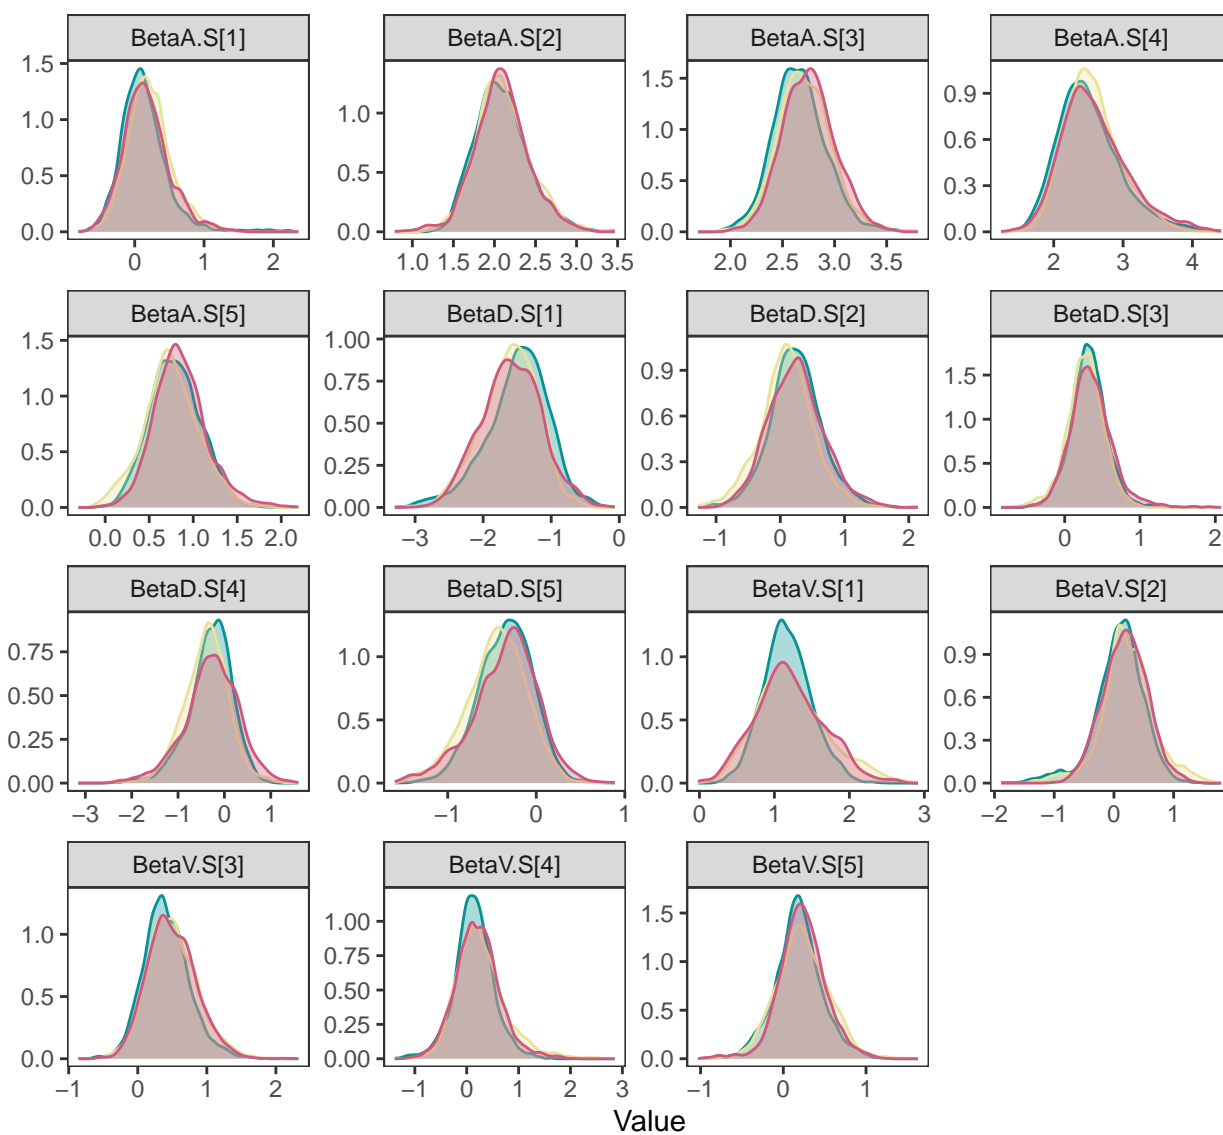 BetaA.S[1] BetaA.S[2] BetaA.S[3] BetaA.S[4]
1.5
1.0
0.5
0.0
0 1 2
1.0
0.5
0.0
1.0 1.5 2.0 2.5 3.0 3.5
1.5
1.0
0.5
0.0
2.0 2.5 3.0 3.5
0.9
0.6
0.3
0.0
2 3 4
BetaA.S[5] BetaD.S[1] BetaD.S[2] BetaD.S[3]
1.5
1.0
0.5
0.0
0.0 0.5 1.0 1.5 2.0
1.00
0.75
0.50
0.25
0.00
−3 −2 −1 0
0.9
0.6
0.3
0.0
−1 0 1 2
1.5
1.0
0.5
0.0
0 1 2
BetaD.S[4] BetaD.S[5] BetaV.S[1] BetaV.S[2]
0.75
0.50
0.25
0.00
−3 −2 −1 0 1
1.0
0.5
0.0
−1 0 1
1.0
0.5
0.0
0 1 2 3
0.9
0.6
0.3
0.0
−2 −1 0 1
BetaV.S[3] BetaV.S[4] BetaV.S[5]
1.0
0.5
0.0
−1 0 1 2
1.00
0.75
0.50
0.25
0.00
−1 0 1 2 3
1.5
1.0
0.5
0.0
−1 0 1
Value